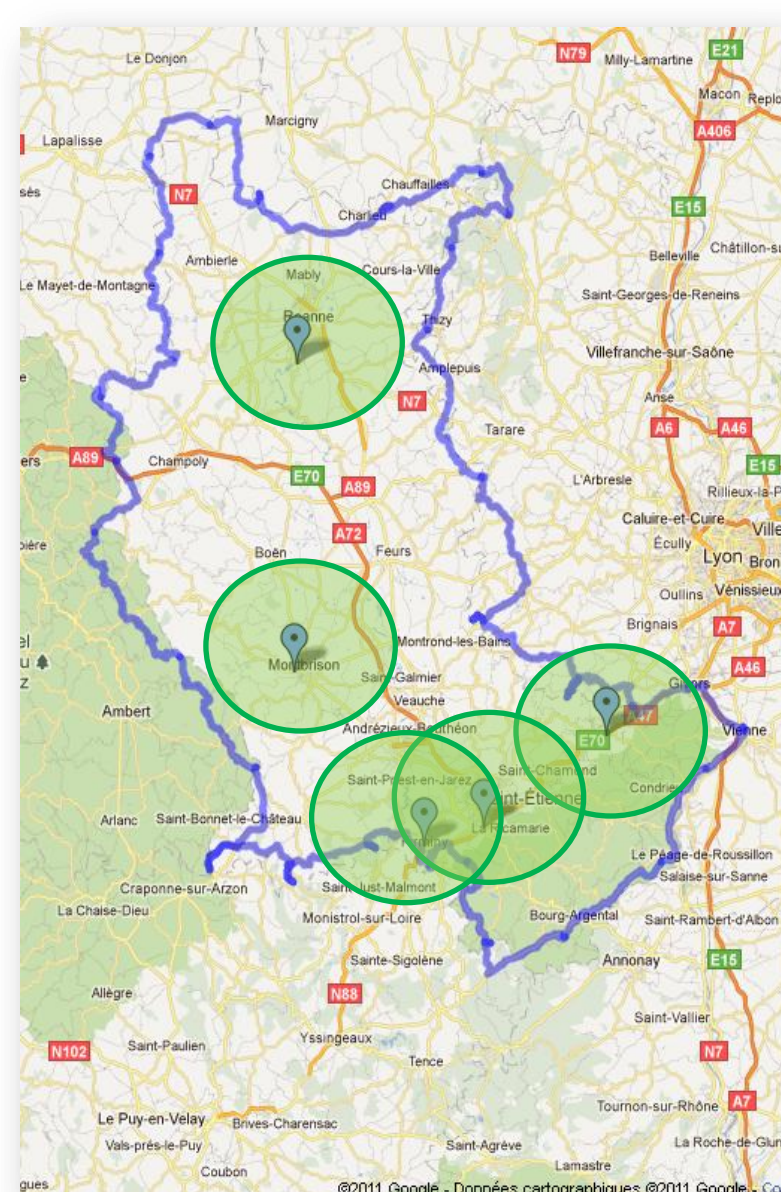 Le Donjon
N79
Milly-Lamartine
E21
Macon
A406
Marcigny
Lapalisse
N7
Chauffailles
Charlieu
E15
Belleville
Ambierle
Mably
Cours-la-Ville
Le Mayet-de-Montagne
Saint-Georges-de-Reneins
Roanne
Thizy
Villefranche-sur-Saône
Amplepuis
N7
Anse
Tarare
A6
A46
A89
Champoly
E70
A89
L'Arbresle
E15
Caluire-et-Cuire
A72
Boën
Feurs
Écully
Lyon
Bron
Oullins
Vénissieux
Brignais
A7
Montrond-les-Bains
Montbrison
A46
Saint-Galmier
Givors
Veauche
Ambert
A47
Andrézieux-Bouthéon
E70
Vienne
Saint-Priest-en-Jarez
Saint-Chamond
Saint-Étienne
Condrieu
Arlanc
Saint-Bonnet-le-Château
La Ricamarie
Firminy
Le Péage-de-Roussillon
Craponne-sur-Arzon
Saint-Just-Malmont
Salaise-sur-Sanne
La Chaise-Dieu
Monistrol-sur-Loire
Bourg-Argental
Saint-Rambert-d'Albon
Sainte-Sigolène
Annonay
E15
Allègre
N88
Saint-Vallier
Yssingeaux
N102
Saint-Paulien
N7
Tence
Tournon-sur-Rhône
A7
Le Puy-en-Velay
Brives-Charensac
Vals-près-le-Puy
Saint-Agrève
Lamastre
Coubon
©2011 Google - Données cartographiques ©2011 Google -